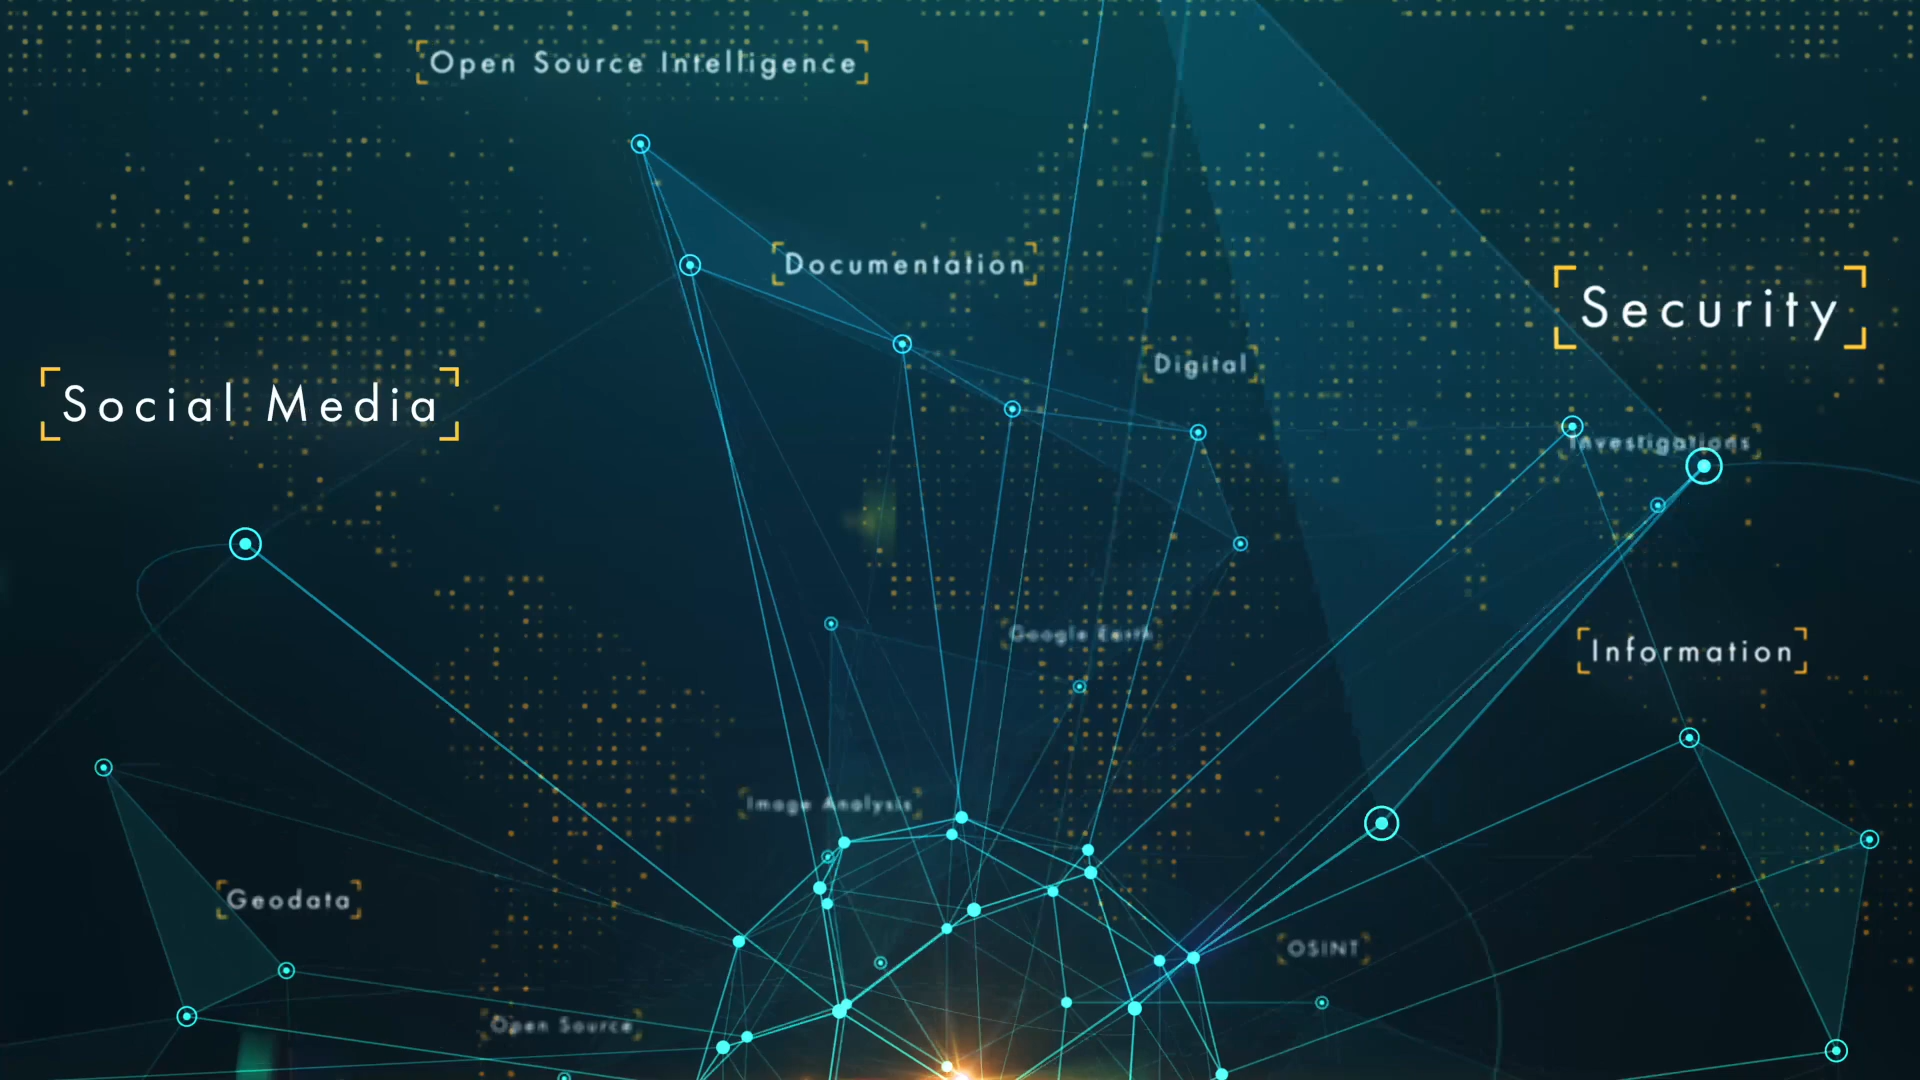 Open Source Intelligence
Documentation
Security
Digital
Social Media
Investigations
Google Earth
Information
Image Analysis
Geodata
OSINT
Open Source